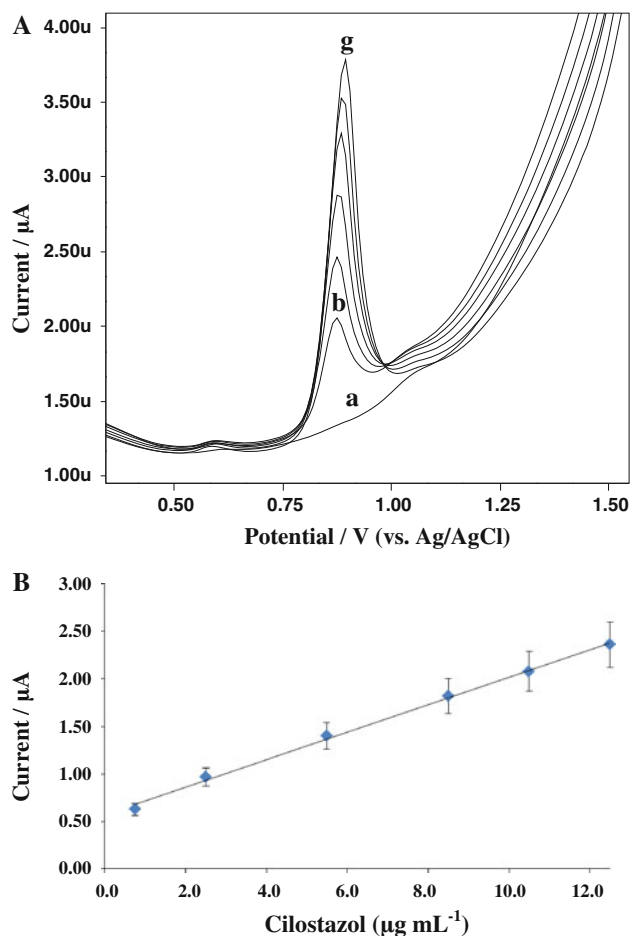 A
4.00u
g
3.50u
3.00u
2.50u
b
2.00u
a
1.50u
1.00u
Current / μA
0.50 0.75 1.00 1.25 1.50
Potential / V (vs. Ag/AgCl)
B
3.00
2.50
2.00
1.50
1.00
0.50
0.00
Current / μA
0.0 2.0 4.0 6.0 8.0 10.0 12.0
Cilostazol (μg mL⁻¹)